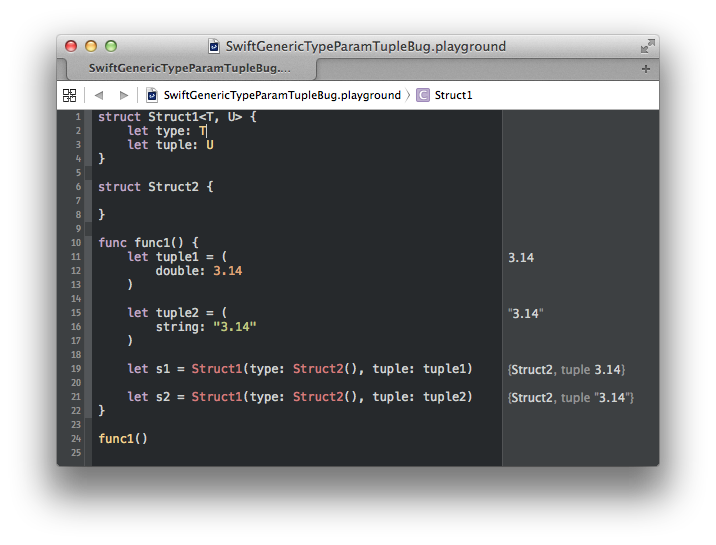 SwiftGenericTypeParamTupleBug.playground
SwiftGenericTypeParamTupleBug....
+
SwiftGenericTypeParamTupleBug.playground C Struct1
1 struct Struct1<T, U> {
2 let type: T
3 let tuple: U
4 }
5
6 struct Struct2 {
7
8 }
9
10 func func1() {
11 let tuple1 = ( 3.14
12 double: 3.14
13 )
14
15 let tuple2 = ( "3.14"
16 string: "3.14"
17 )
18
19 let s1 = Struct1(type: Struct2(), tuple: tuple1) {Struct2, tuple 3.14}
20
21 let s2 = Struct1(type: Struct2(), tuple: tuple2) {Struct2, tuple "3.14"}
22 }
23
24 func1()
25